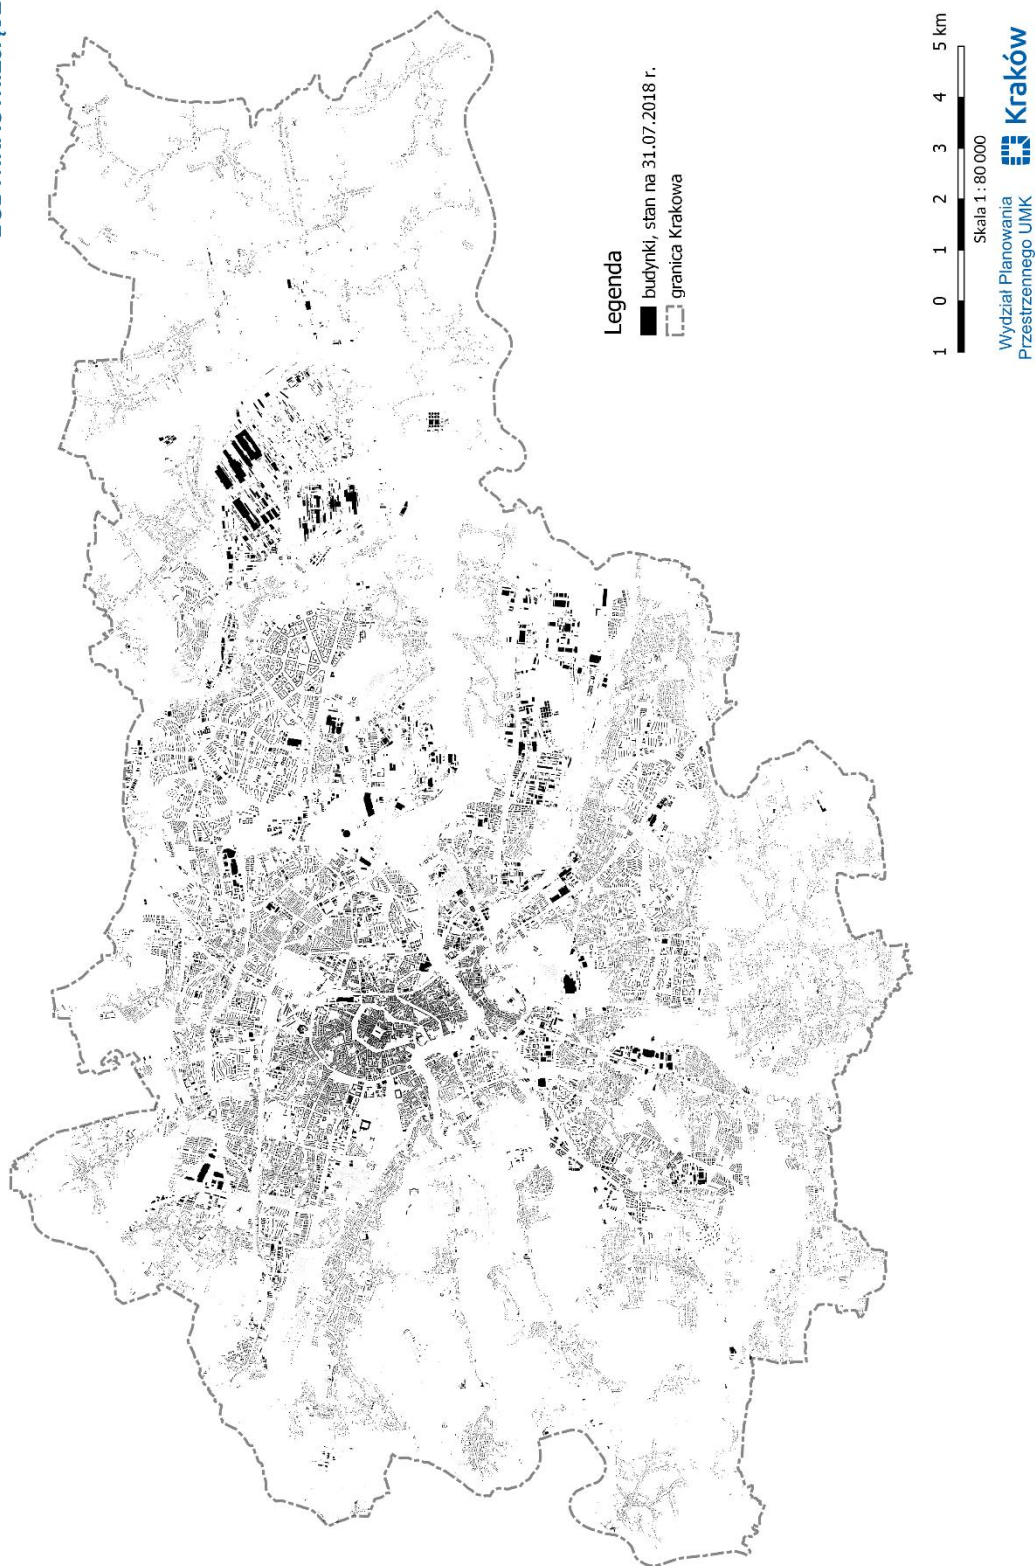 Legenda
budynki, stan na 31.07.2018 r.
granica Krakowa
1 0 1 2 3 4 5 km
Skala 1 : 80 000
Wydział Planowania
Przestrzennego UMK
Kraków